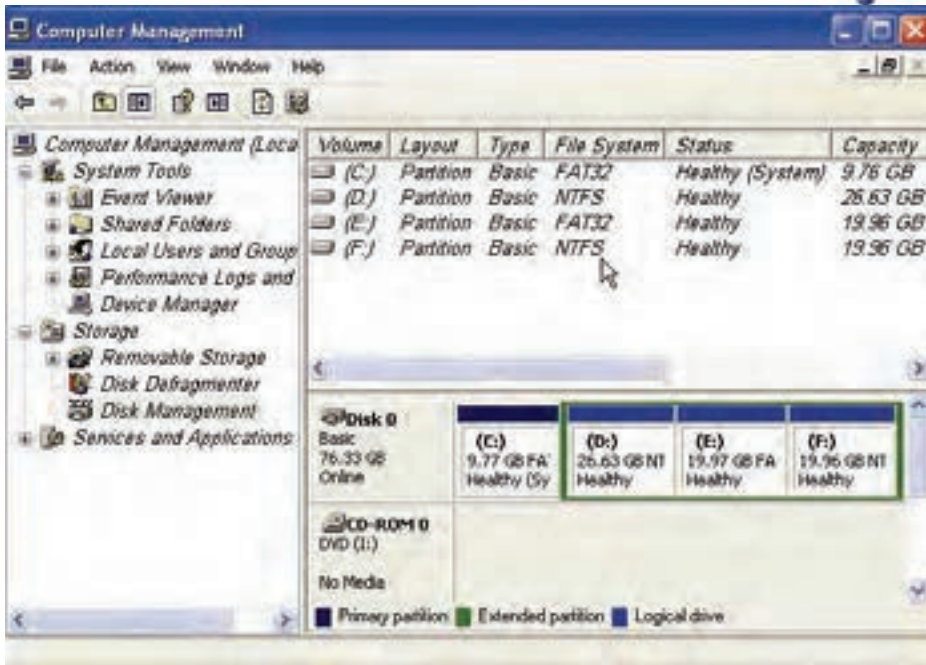 Computer Management
File Action View Window Help
Computer Management (Loca
System Tools
Event Viewer
Shared Folders
Local Users and Group
Performance Logs and
Device Manager
Storage
Removable Storage
Disk Defragmenter
Disk Management
Services and Applications
Volume Layout Type File System Status Capacity
(C:) Partition Basic FAT32 Healthy (System) 9.76 GB
(D:) Partition Basic NTFS Healthy 26.63 GB
(E:) Partition Basic FAT32 Healthy 19.96 GB
(F:) Partition Basic NTFS Healthy 19.96 GB
Disk 0
Basic
76.33 GB
Online
(C:)
9.77 GB FA
Healthy (Sy
(D:)
26.63 GB NT
Healthy
(E:)
19.97 GB FA
Healthy
(F:)
19.96 GB NT
Healthy
CD-ROM 0
DVD (I:)
No Media
Primary partition Extended partition Logical drive